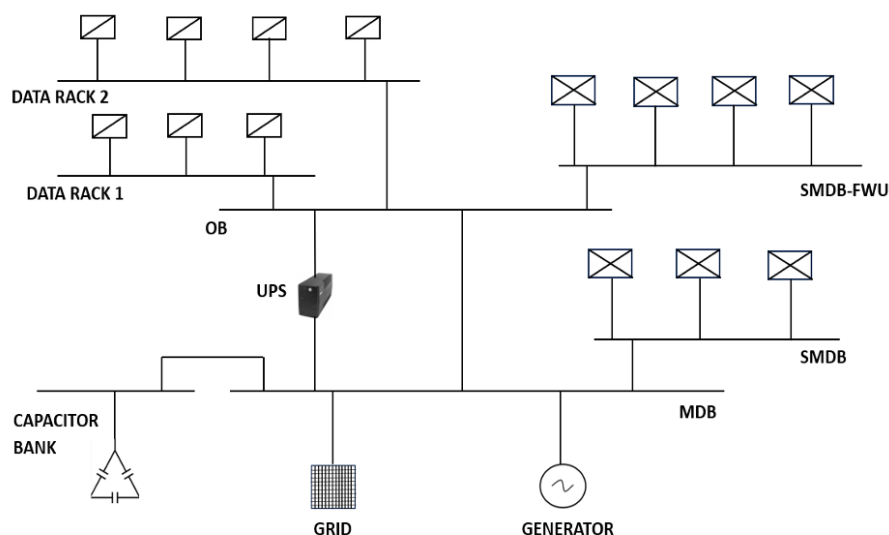 DATA RACK 2
DATA RACK 1
SMDB-FWU
OB
UPS
SMDB
MDB
CAPACITOR
BANK
GRID
GENERATOR